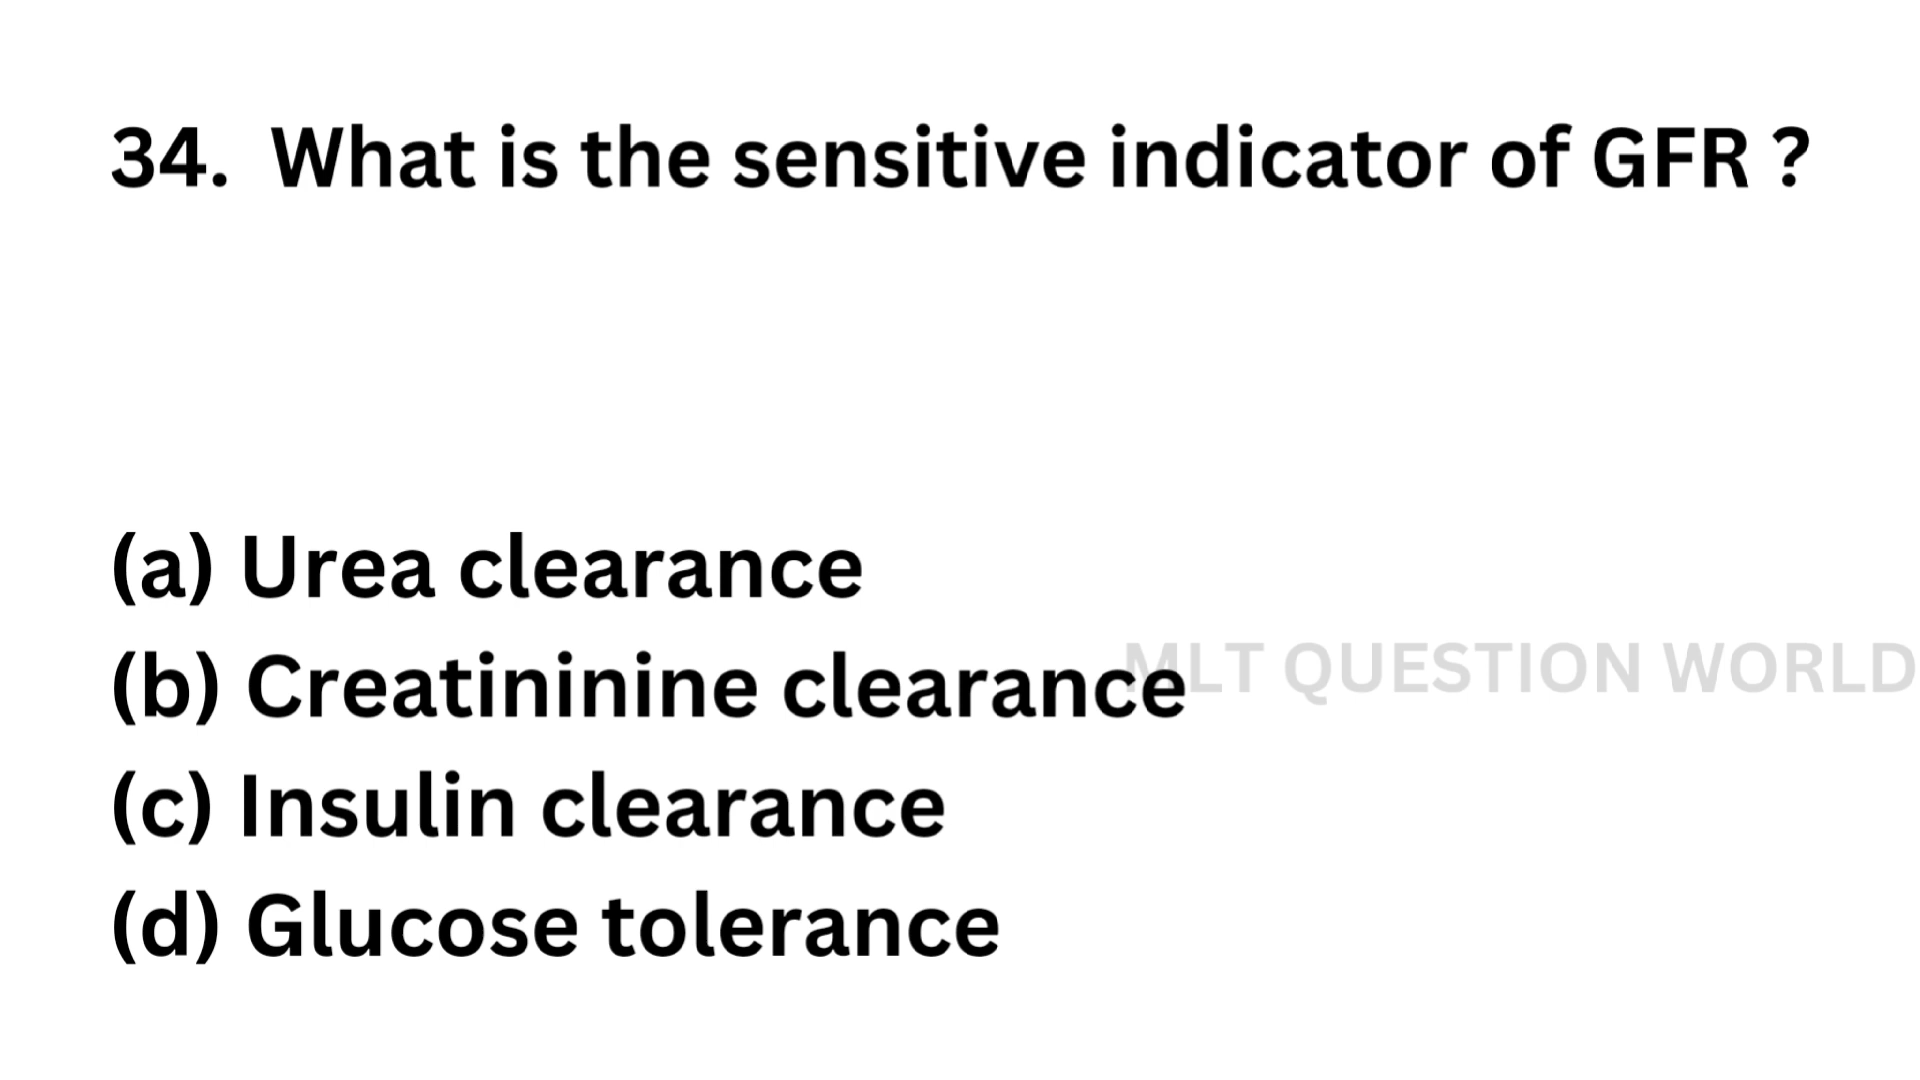 34. What is the sensitive indicator of GFR ?
(a) Urea clearance
(b) Creatininine clearance
MLT QUESTION WORLD
(c) Insulin clearance
(d) Glucose tolerance